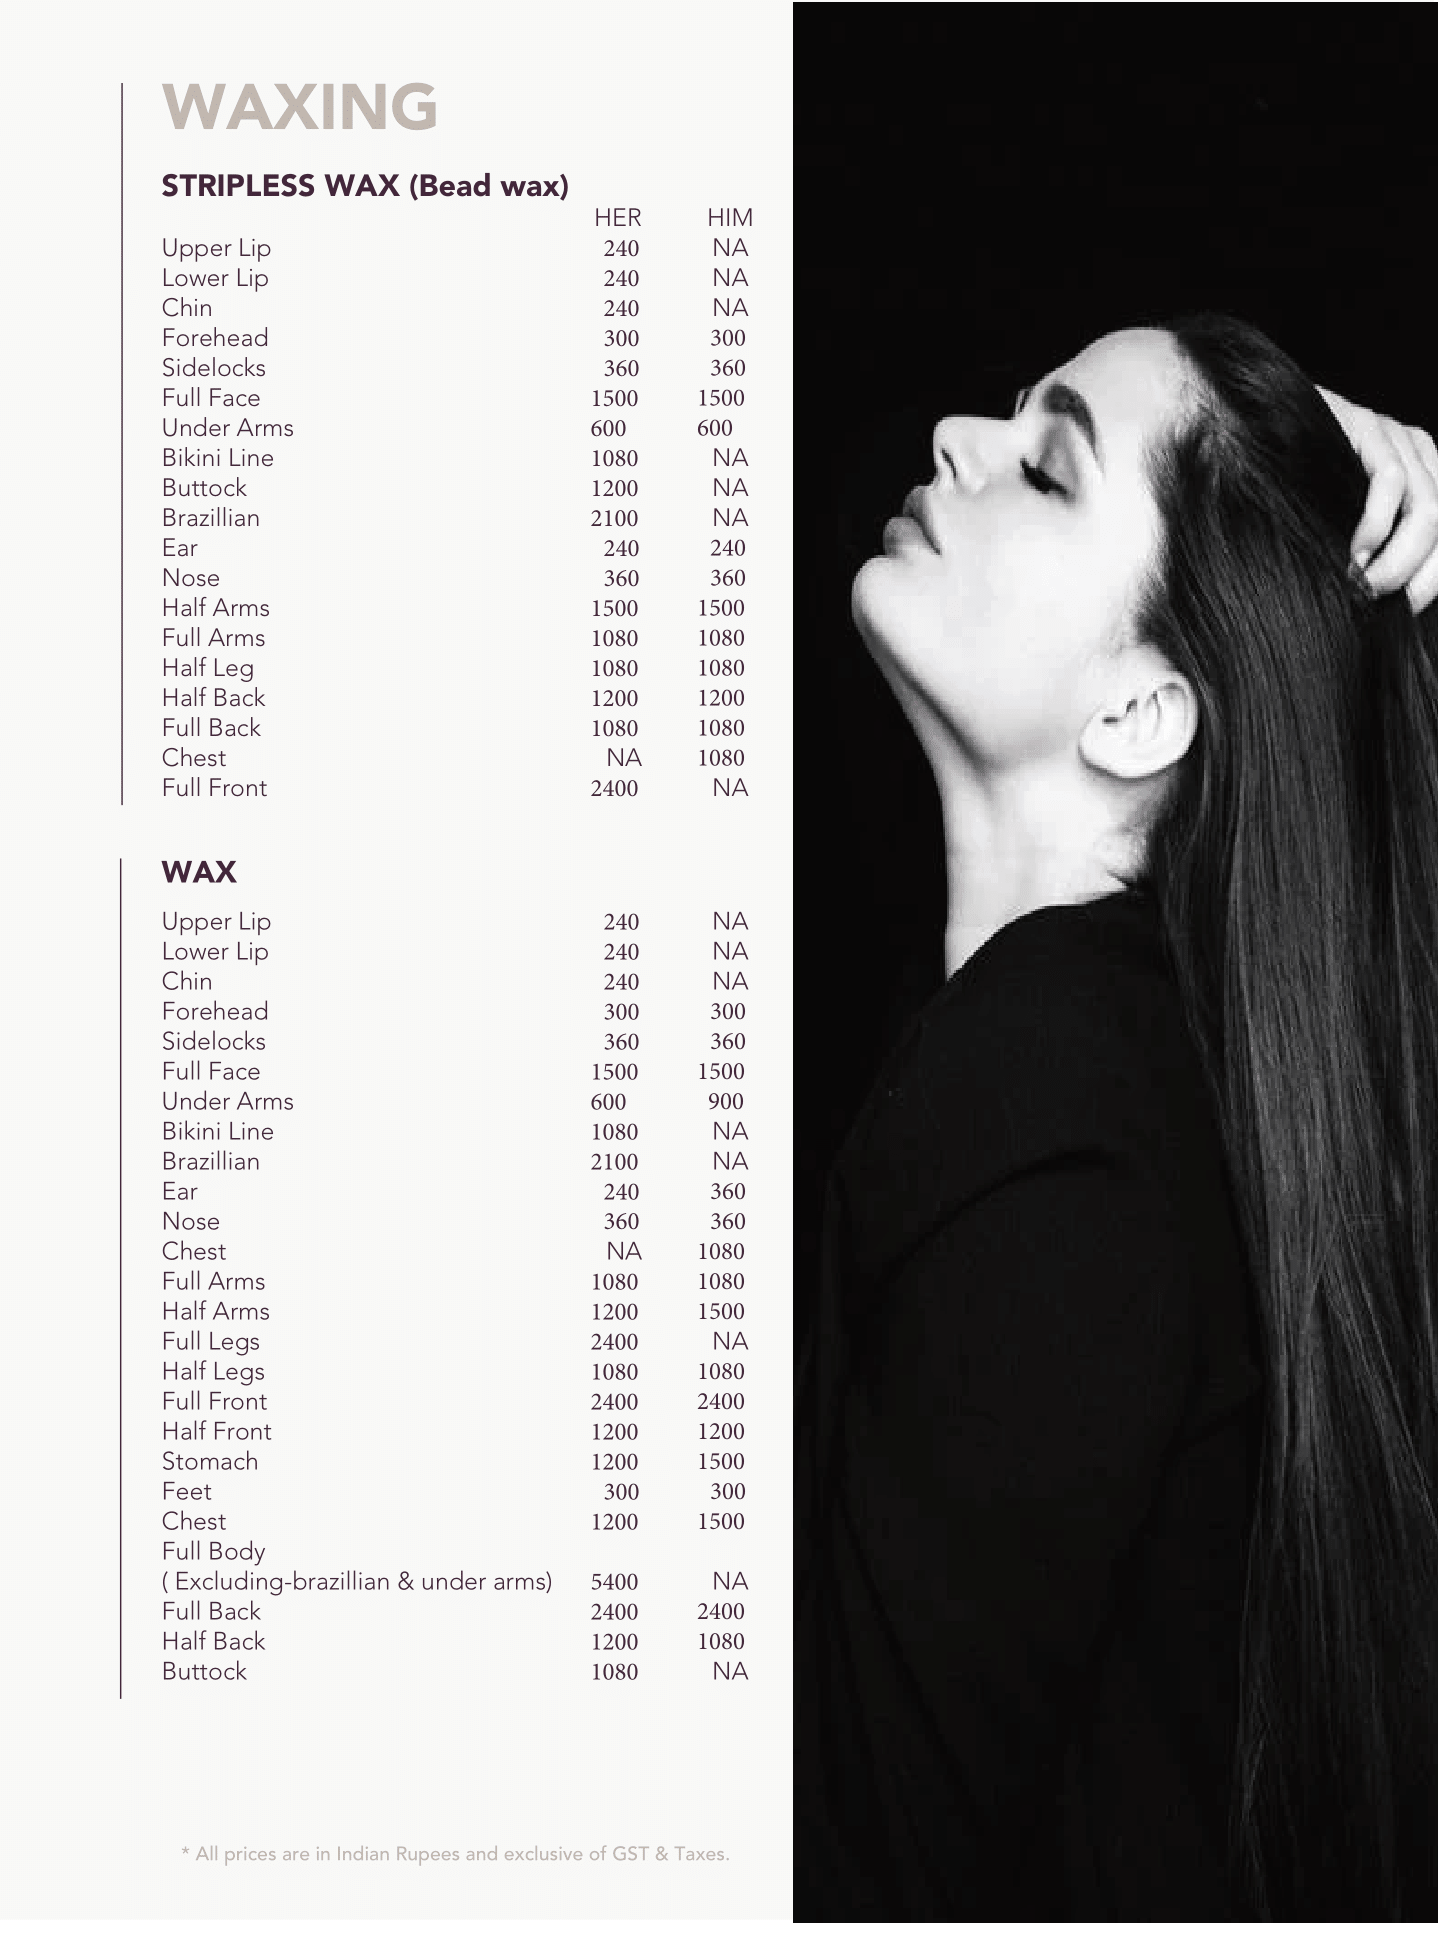 WAXING
STRIPLESS WAX (Bead wax)
HER HIM
Upper Lip 240 NA
Lower Lip 240 NA
Chin 240 NA
Forehead 300 300
Sidelocks 360 360
Full Face 1500 1500
Under Arms 600 600
Bikini Line 1080 NA
Buttock 1200 NA
Brazillian 2100 NA
Ear 240 240
Nose 360 360
Half Arms 1500 1500
Full Arms 1080 1080
Half Leg 1080 1080
Half Back 1200 1200
Full Back 1080 1080
Chest NA 1080
Full Front 2400 NA
WAX
Upper Lip 240 NA
Lower Lip 240 NA
Chin 240 NA
Forehead 300 300
Sidelocks 360 360
Full Face 1500 1500
Under Arms 600 900
Bikini Line 1080 NA
Brazillian 2100 NA
Ear 240 360
Nose 360 360
Chest NA 1080
Full Arms 1080 1080
Half Arms 1200 1500
Full Legs 2400 NA
Half Legs 1080 1080
Full Front 2400 2400
Half Front 1200 1200
Stomach 1200 1500
Feet 300 300
Chest 1200 1500
Full Body
( Excluding-brazillian & under arms) 5400 NA
Full Back 2400 2400
Half Back 1200 1080
Buttock 1080 NA
* All prices are in Indian Rupees and exclusive of GST & Taxes.